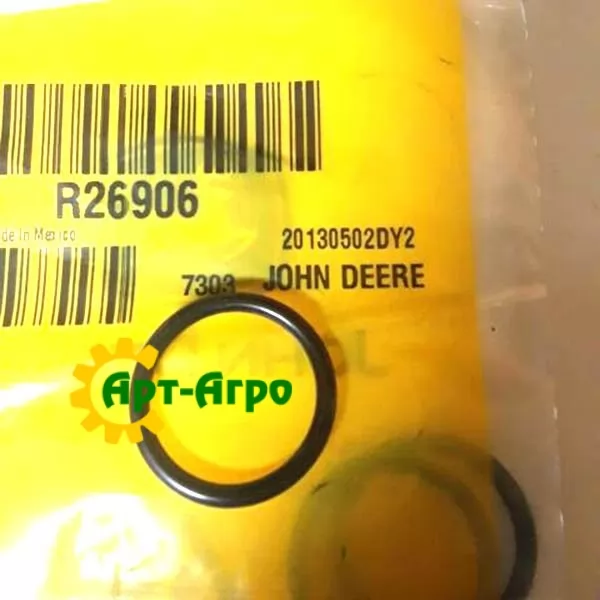 R26906
de In Mexico
20130502DY2
7303 JOHN DEERE
Арт-Агро